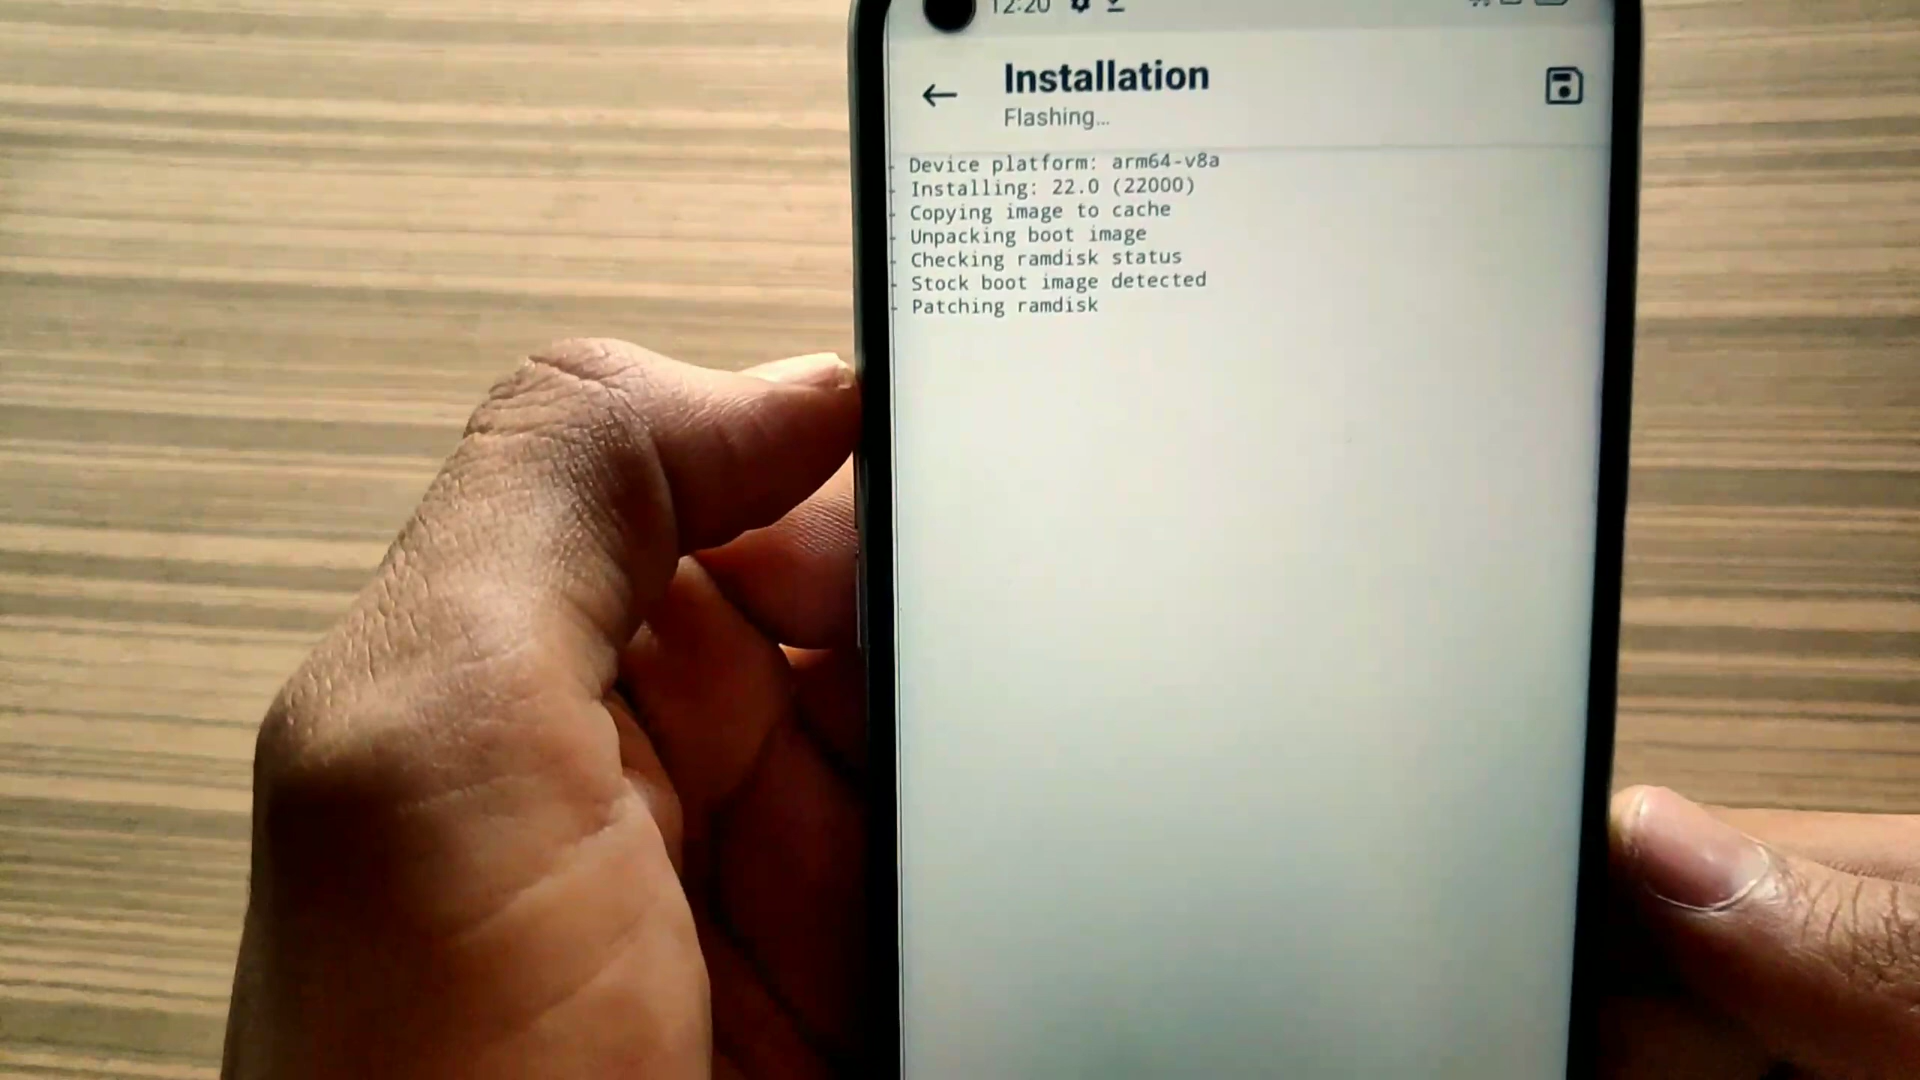 12:20
Installation
Flashing...
- Device platform: arm64-v8a
- Installing: 22.0 (22000)
- Copying image to cache
- Unpacking boot image
- Checking ramdisk status
- Stock boot image detected
- Patching ramdisk